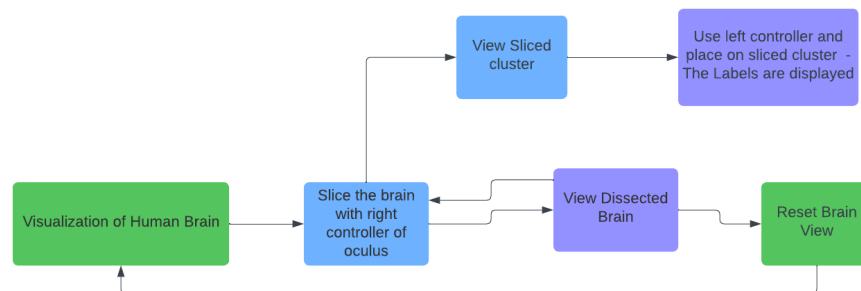 View Sliced
cluster
Use left controller and
place on sliced cluster -
The Labels are displayed
Visualization of Human Brain
Slice the brain
with right
controller of
oculus
View Dissected
Brain
Reset Brain
View